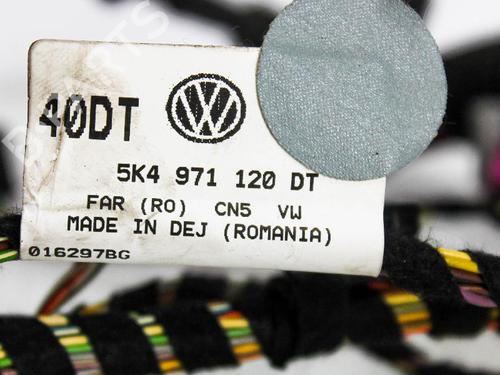 40DT
5K4 971 120 DT
FAR (RO) CN5 VW
MADE IN DEJ (ROMANIA)
016297BG